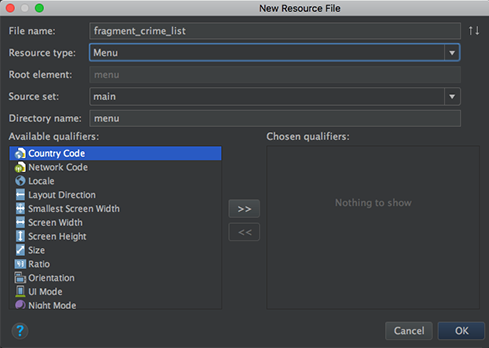 New Resource File
File name: fragment_crime_list
Resource type: Menu
Root element: menu
Source set: main
Directory name: menu
Available qualifiers: Chosen qualifiers:
Country Code
Network Code
Locale
Layout Direction
Smallest Screen Width
Screen Width
Screen Height
Size
Ratio
Orientation
UI Mode
Night Mode
>>
<<
Nothing to show
? Cancel OK